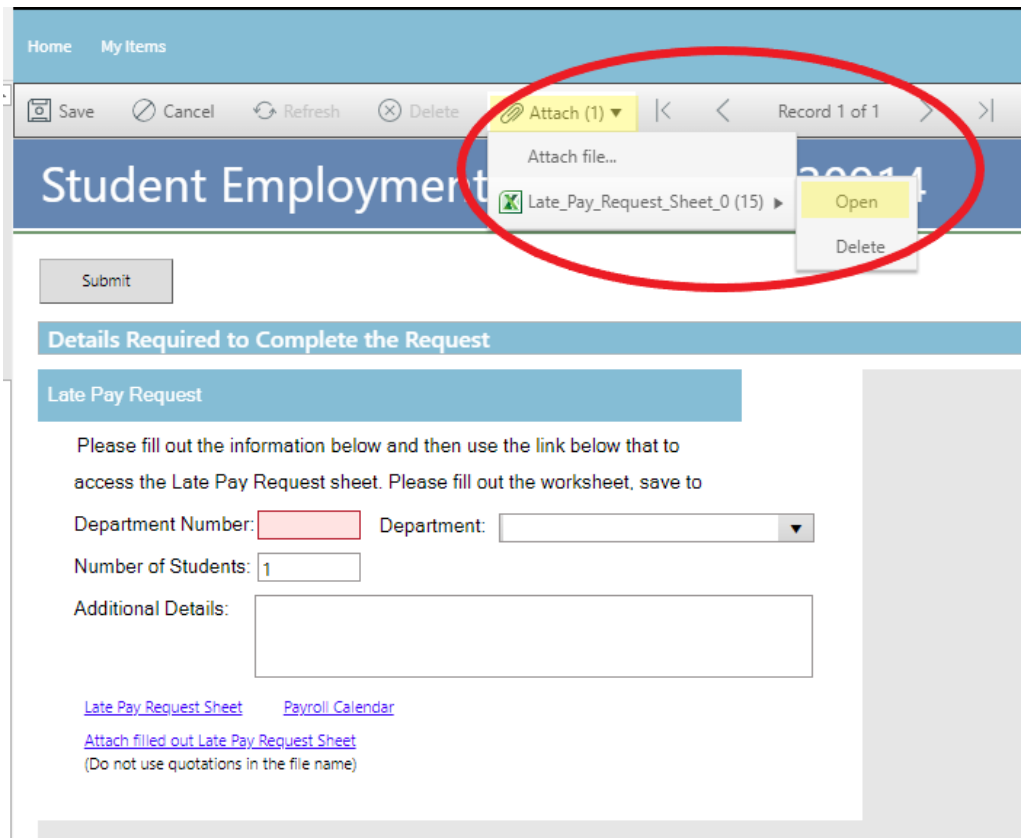 Home My Items
Save Cancel Refresh Delete Attach (1) Record 1 of 1
Attach file...
Student Employment
Late_Pay_Request_Sheet_0 (15)
Open
Delete
Submit
Details Required to Complete the Request
Late Pay Request
Please fill out the information below and then use the link below that to
access the Late Pay Request sheet. Please fill out the worksheet, save to
Department Number: Department:
Number of Students: 1
Additional Details:
Late Pay Request Sheet Payroll Calendar
Attach filled out Late Pay Request Sheet
(Do not use quotations in the file name)